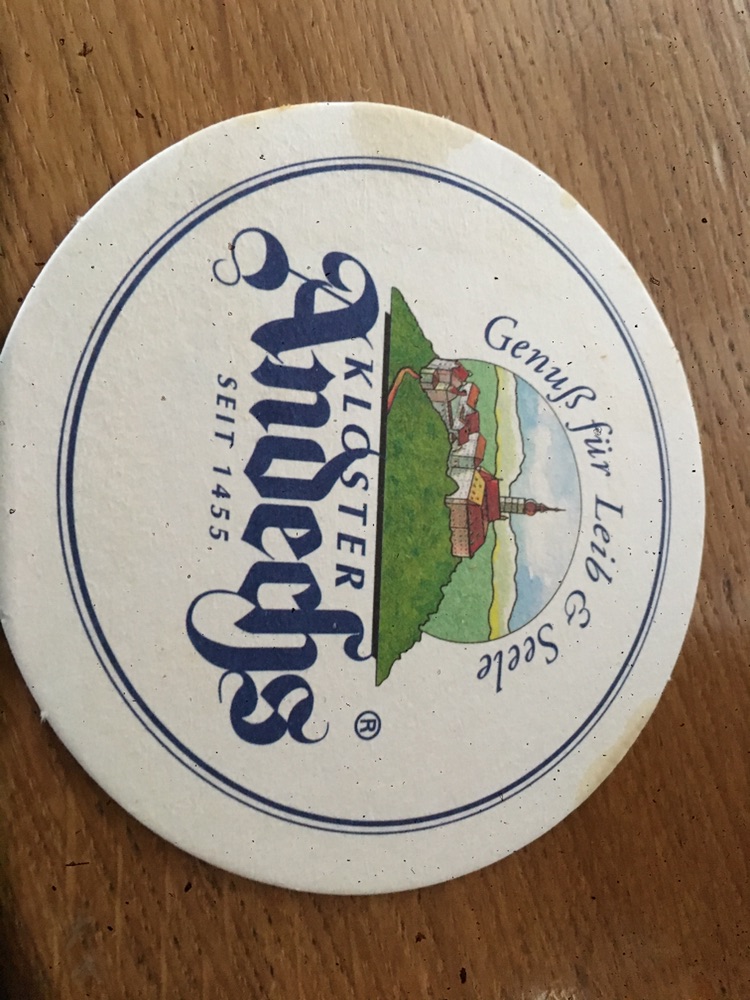 Genuß für Leib & Seele
KLOSTER
Andechs ®
SEIT 1455